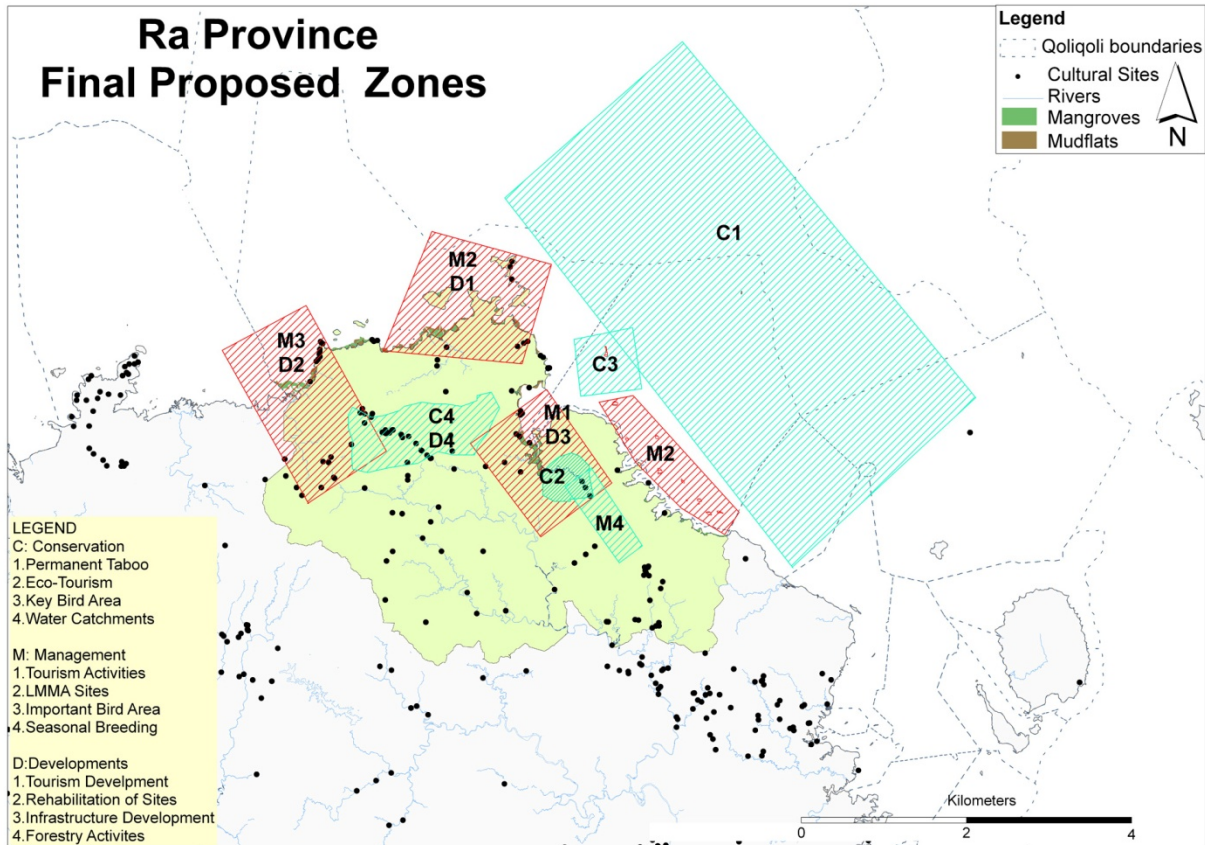 Ra Province
Final Proposed Zones
Legend
Qoliqoli boundaries
Cultural Sites
Rivers
Mangroves
Mudflats
N
C1
M2
D1
M3
D2
C3
C4
D4
M1
D3
M2
C2
M4
LEGEND
C: Conservation
1.Permanent Taboo
2.Eco-Tourism
3.Key Bird Area
4.Water Catchments
M: Management
1.Tourism Activities
2.LMMA Sites
3.Important Bird Area
4.Seasonal Breeding
D:Developments
1.Tourism Develpment
2.Rehabilitation of Sites
3.Infrastructure Development
4.Forestry Activites
Kilometers
0 2 4